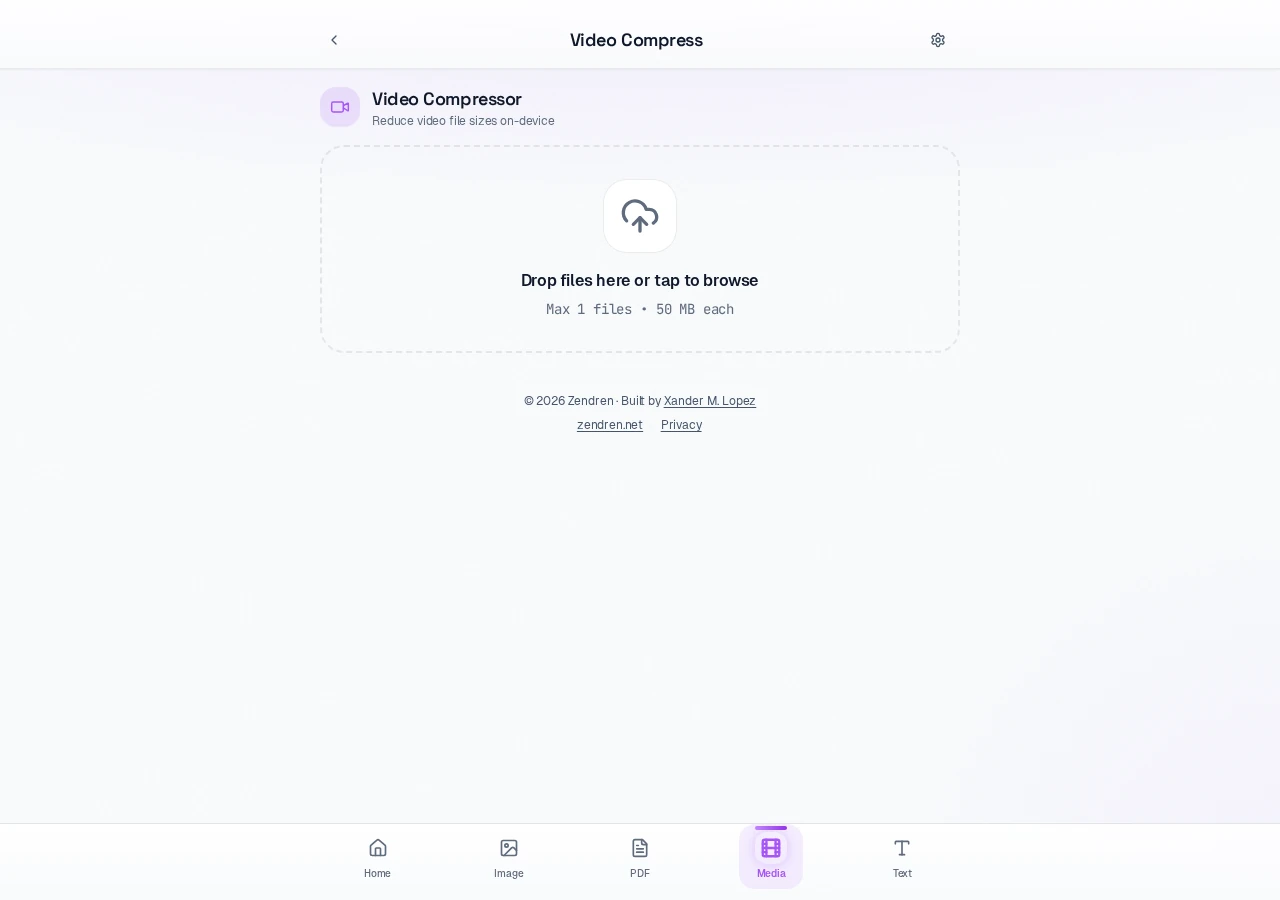 Video Compress
Video Compressor
Reduce video file sizes on-device
Drop files here or tap to browse
Max 1 files • 50 MB each
© 2026 Zendren · Built by Xander M. Lopez
zendren.net Privacy
Home Image PDF Media Text